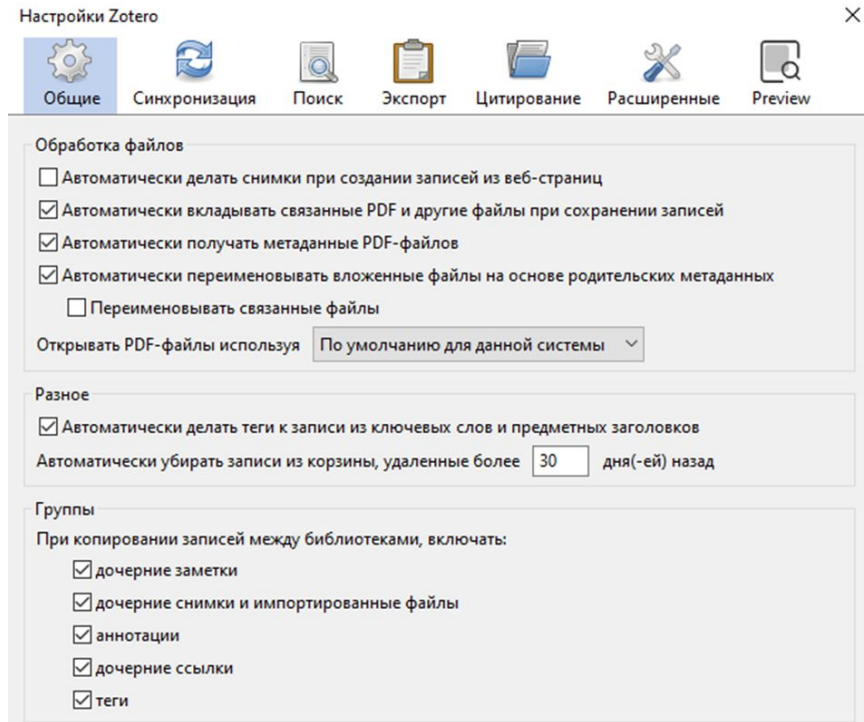 Настройки Zotero
Общие Синхронизация Поиск Экспорт Цитирование Расширенные Preview
Обработка файлов
Автоматически делать снимки при создании записей из веб-страниц
Автоматически вкладывать связанные PDF и другие файлы при сохранении записей
Автоматически получать метаданные PDF-файлов
Автоматически переименовывать вложенные файлы на основе родительских метаданных
Переименовывать связанные файлы
Открывать PDF-файлы используя По умолчанию для данной системы
Разное
Автоматически делать теги к записи из ключевых слов и предметных заголовков
Автоматически убирать записи из корзины, удаленные более 30 дня(-ей) назад
Группы
При копировании записей между библиотеками, включать:
дочерние заметки
дочерние снимки и импортированные файлы
аннотации
дочерние ссылки
теги